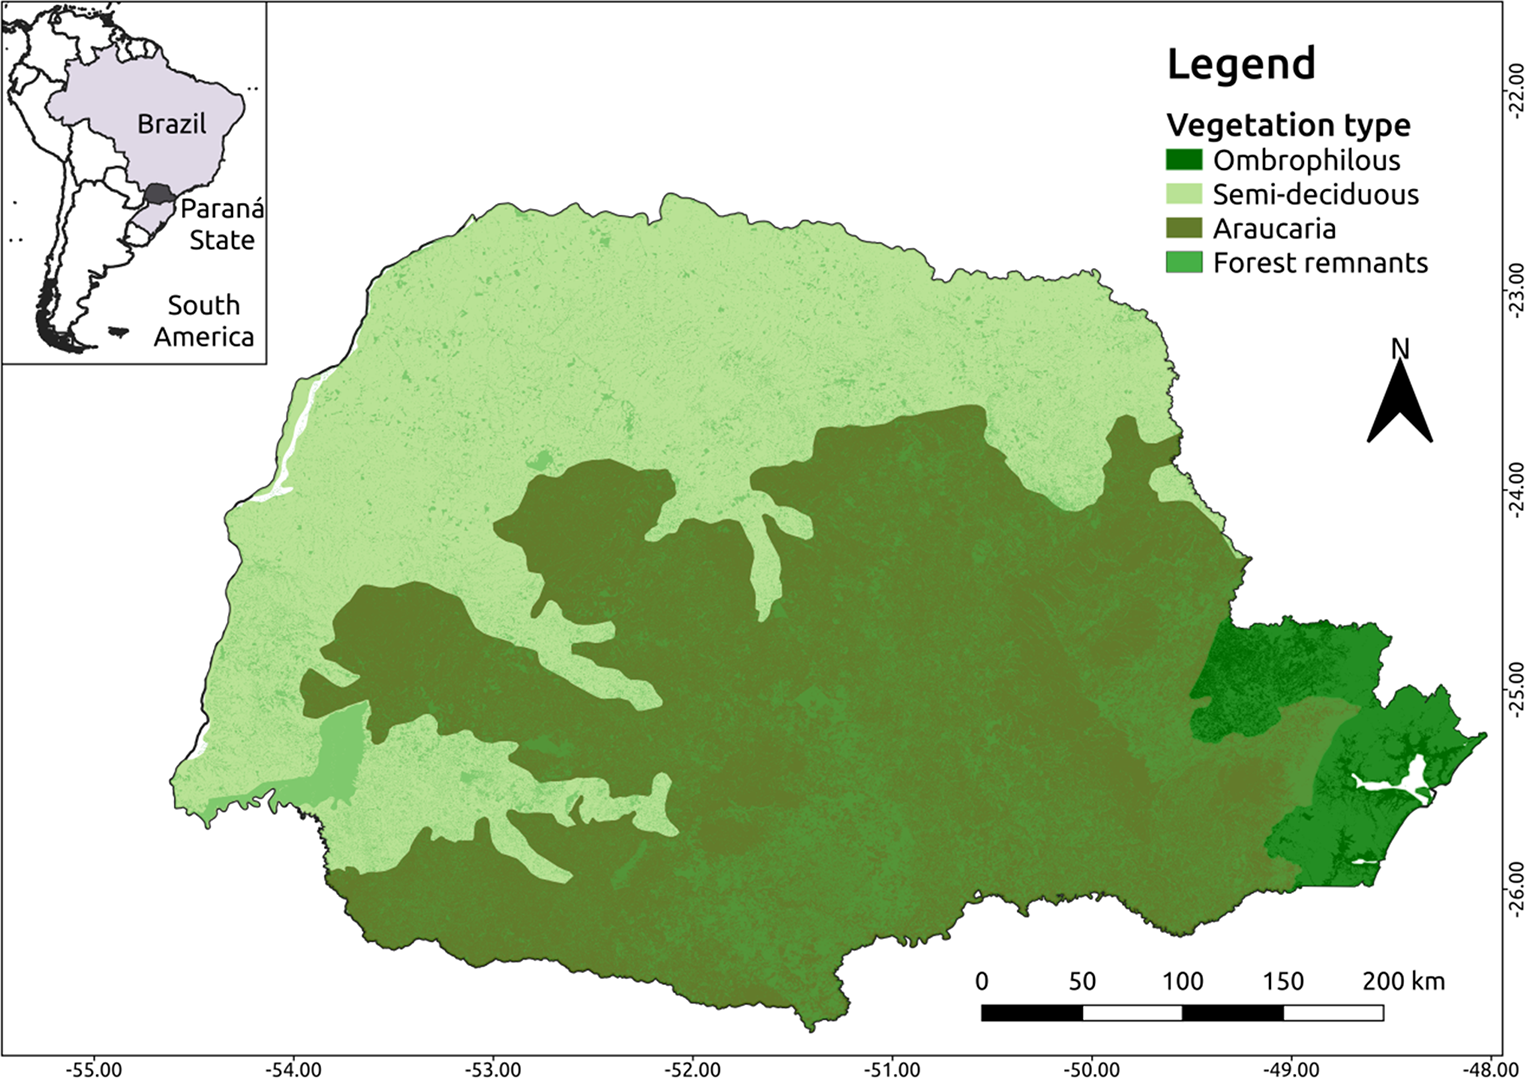 Brazil
Paraná
State
South
America
Legend
Vegetation type
Ombrophilous
Semi-deciduous
Araucaria
Forest remnants
N
0 50 100 150 200 km
-22.00
-23.00
-24.00
-25.00
-26.00
-55.00 -54.00 -53.00 -52.00 -51.00 -50.00 -49.00 -48.00